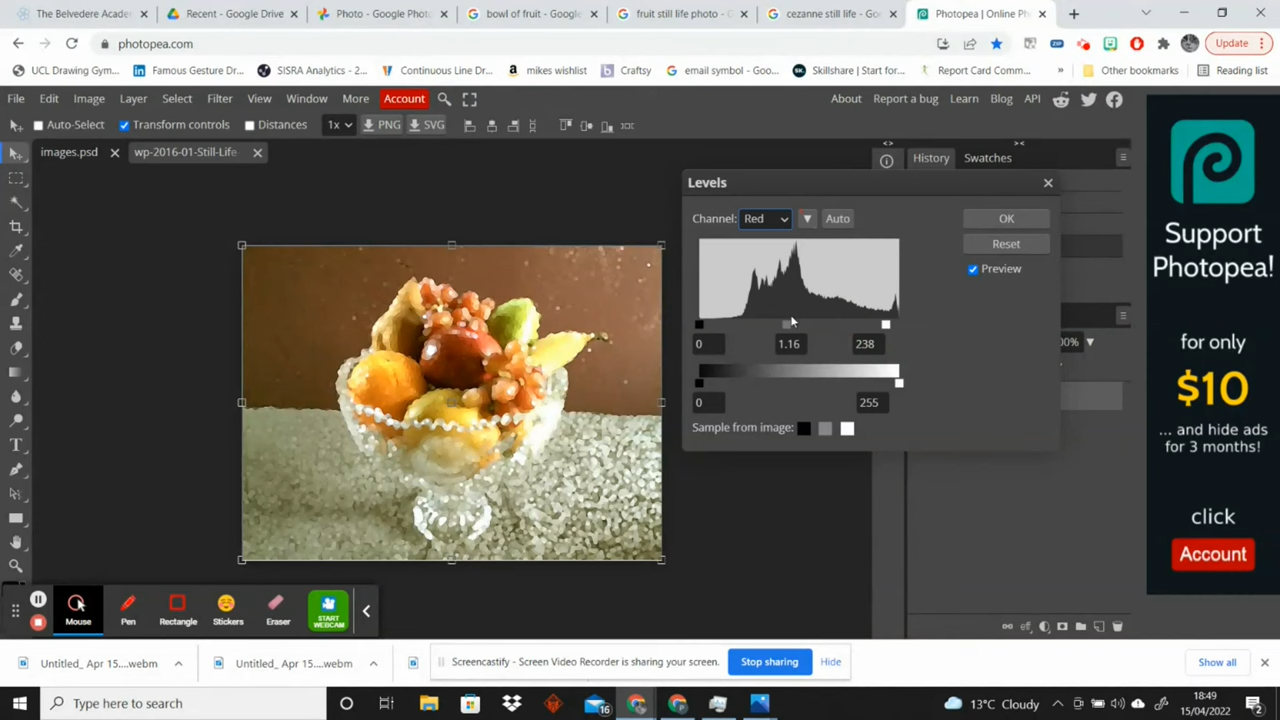 The Belvedere Acade
Recent - Google Drive
Photo - Google Photos
bowl of fruit - Google
fruit still life photo - G
cezanne still life - Goo
Photopea | Online Ph
photopea.com
Update
UCL Drawing Gym...
Famous Gesture Dr...
SISRA Analytics - 2...
Continuous Line Dr...
mikes wishlist
Craftsy
email symbol - Goo...
Skillshare | Start for...
Report Card Comm...
»
Other bookmarks
Reading list
File Edit Image Layer Select Filter View Window More Account
About Report a bug Learn Blog API
Auto-Select Transform controls Distances 1x PNG SVG
images.psd wp-2016-01-Still-Life
History Swatches
Levels
Channel: Red Auto OK
Reset
Preview
0 1.16 238
0 255
Sample from image:
T
Support
Photopea!
for only
$10
... and hide ads
for 3 months!
click
Account
Mouse Pen Rectangle Stickers Eraser START
WEBCAM
Untitled_ Apr 15....webm
Untitled_ Apr 15....webm
Screencastify - Screen Video Recorder is sharing your screen.
Stop sharing
Hide
Show all
Type here to search
16
13°C Cloudy
18:49
15/04/2022
2